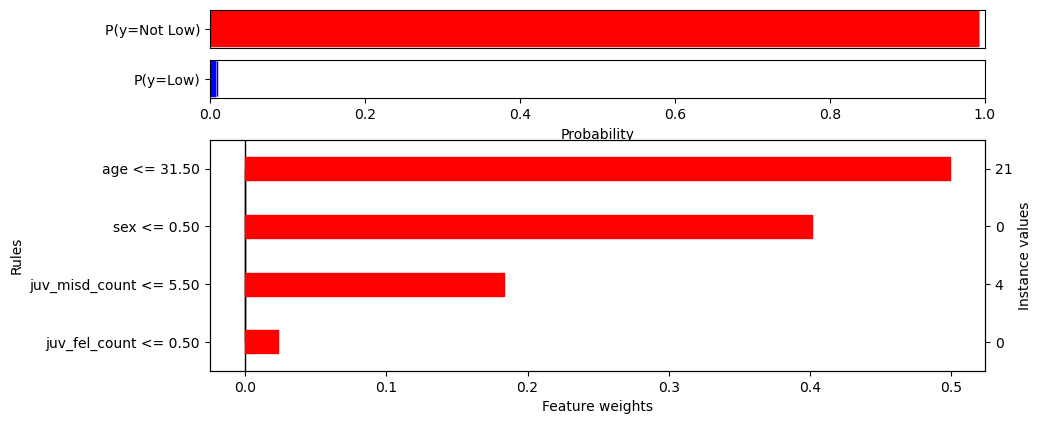 P(y=Not Low)
P(y=Low)
0.0 0.2 0.4 0.6 0.8 1.0
Probability
age <= 31.50 21
sex <= 0.50 0
juv_misd_count <= 5.50 4
juv_fel_count <= 0.50 0
Rules
Instance values
0.0 0.1 0.2 0.3 0.4 0.5
Feature weights